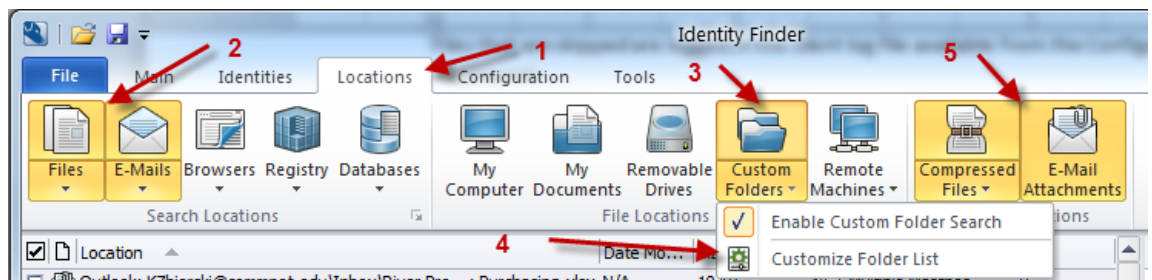 Identity Finder
2
1
3
5
File Main Identities Locations Configuration Tools
Files E-Mails Browsers Registry Databases My Computer My Documents Removable Drives Custom Folders Remote Machines Compressed Files E-Mail Attachments
Search Locations File Locations
Enable Custom Folder Search
4
Customize Folder List
Location Date Mo...
N/A